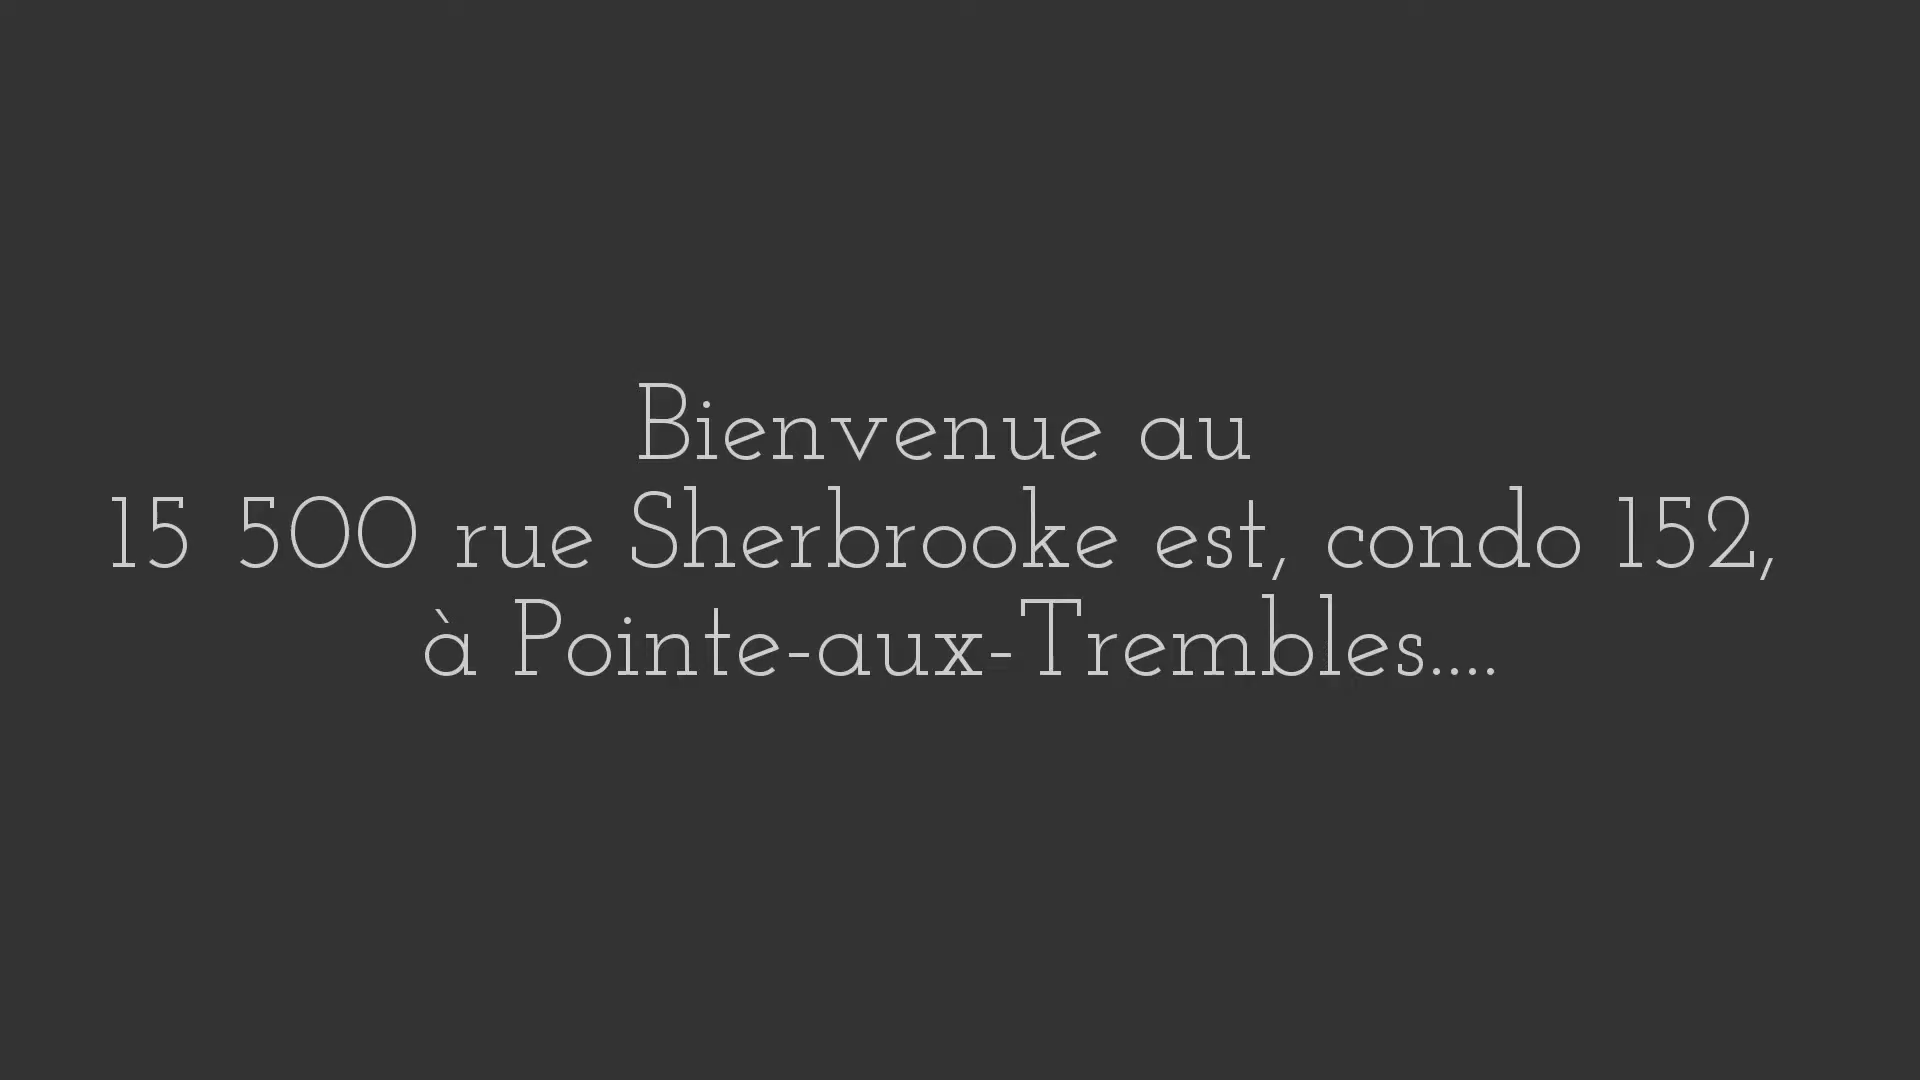 Bienvenue au
15 500 rue Sherbrooke est, condo 152,
à Pointe-aux-Trembles....